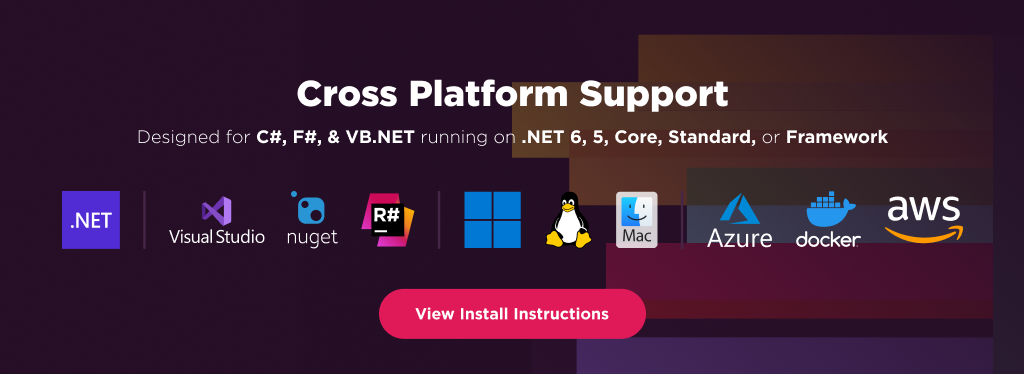 Cross Platform Support
Designed for C#, F#, & VB.NET running on .NET 6, 5, Core, Standard, or Framework
.NET
Visual Studio
nuget
R#
Mac
Azure
docker
aws
View Install Instructions